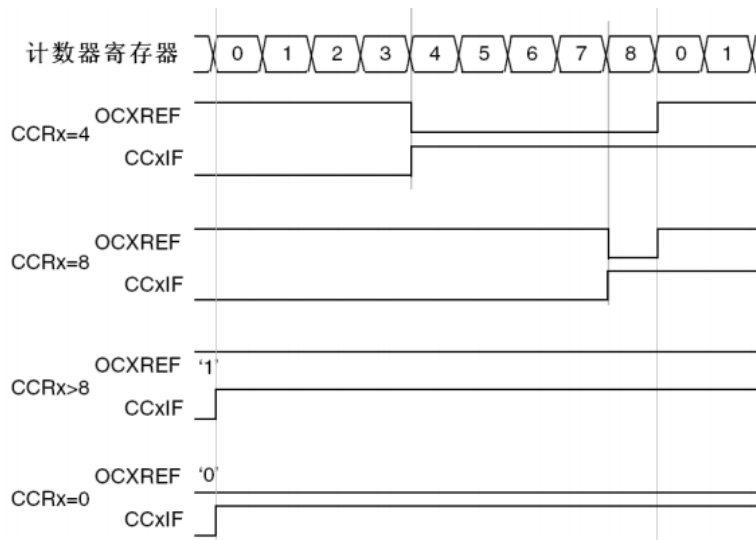 计数器寄存器 0 1 2 3 4 5 6 7 8 0 1
OCXREF
CCRx=4
CCxIF
OCXREF
CCRx=8
CCxIF
OCXREF '1'
CCRx>8
CCxIF
OCXREF '0'
CCRx=0
CCxIF